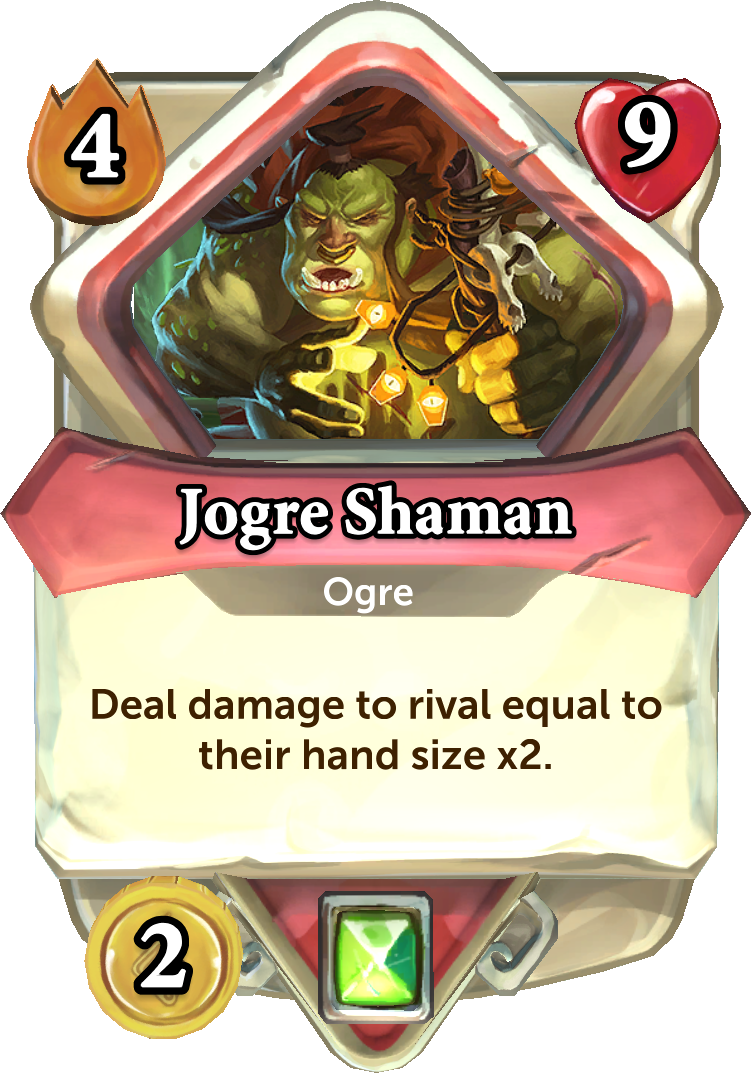 4
9
Jogre Shaman
Ogre
Deal damage to rival equal to
their hand size x2.
2